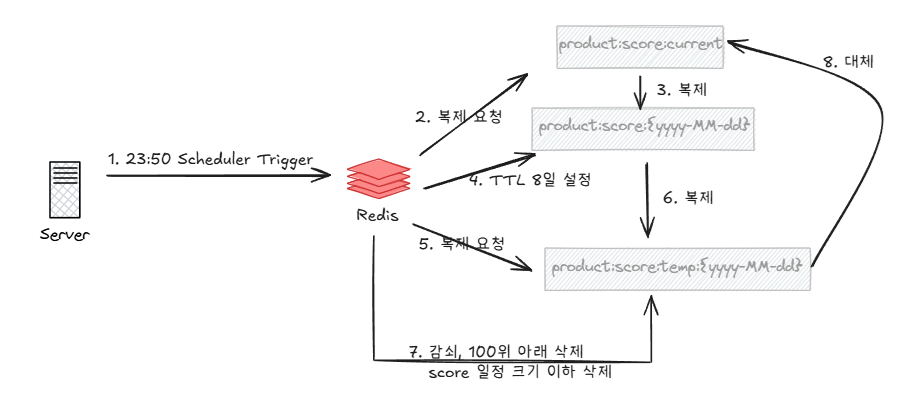 product:score:current
8. 대체
3. 복제
2. 복제 요청
product:score:{yyyy-MM-dd}
1. 23:50 Scheduler Trigger
4. TTL 8일 설정
6. 복제
Redis
Server
5. 복제 요청
product:score:temp:{yyyy-MM-dd}
7. 감쇠, 100위 아래 삭제
score 일정 크기 이하 삭제